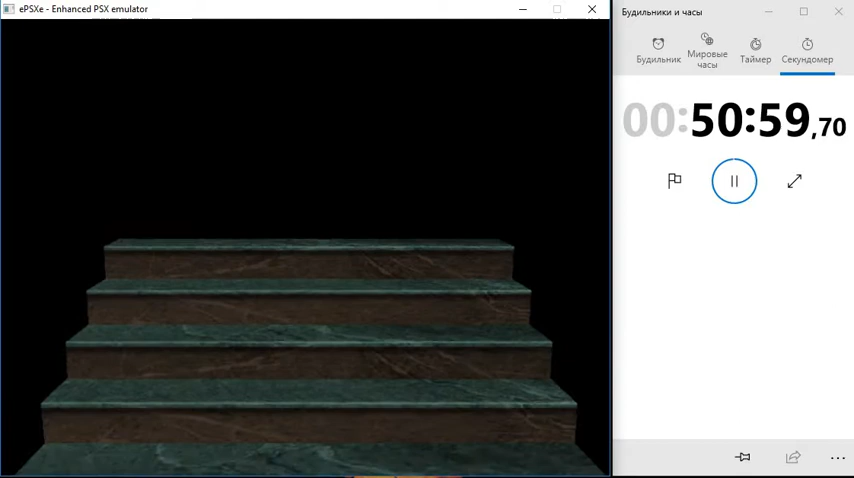 ePSXe - Enhanced PSX emulator
Будильники и часы
Будильник
Мировые
часы
Таймер
Секундомер
00:50:59,70